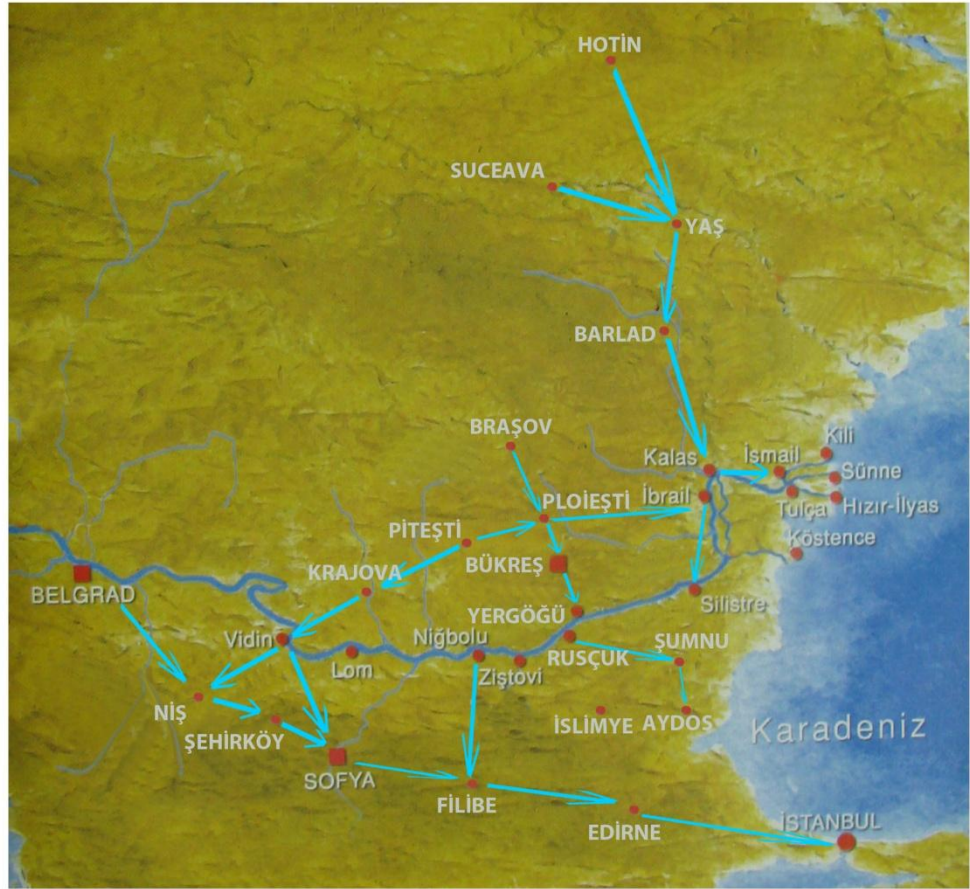 HOTİN
SUCEAVA
YAŞ
BARLAD
BRAŞOV
Kili
Kalas
İsmail
Sünne
İbrail
PLOİEŞTİ
Tulça
Hızır-İlyas
PİTEŞTİ
Köstence
BÜKREŞ
KRAJOVA
BELGRAD
Silistre
YERGÖĞÜ
Vidin
Niğbolu
ŞUMNU
RUSÇUK
Lom
Ziştovi
NİŞ
İSLİMYE
AYDOS
Karadeniz
ŞEHİRKÖY
SOFYA
FİLİBE
İSTANBUL
EDİRNE